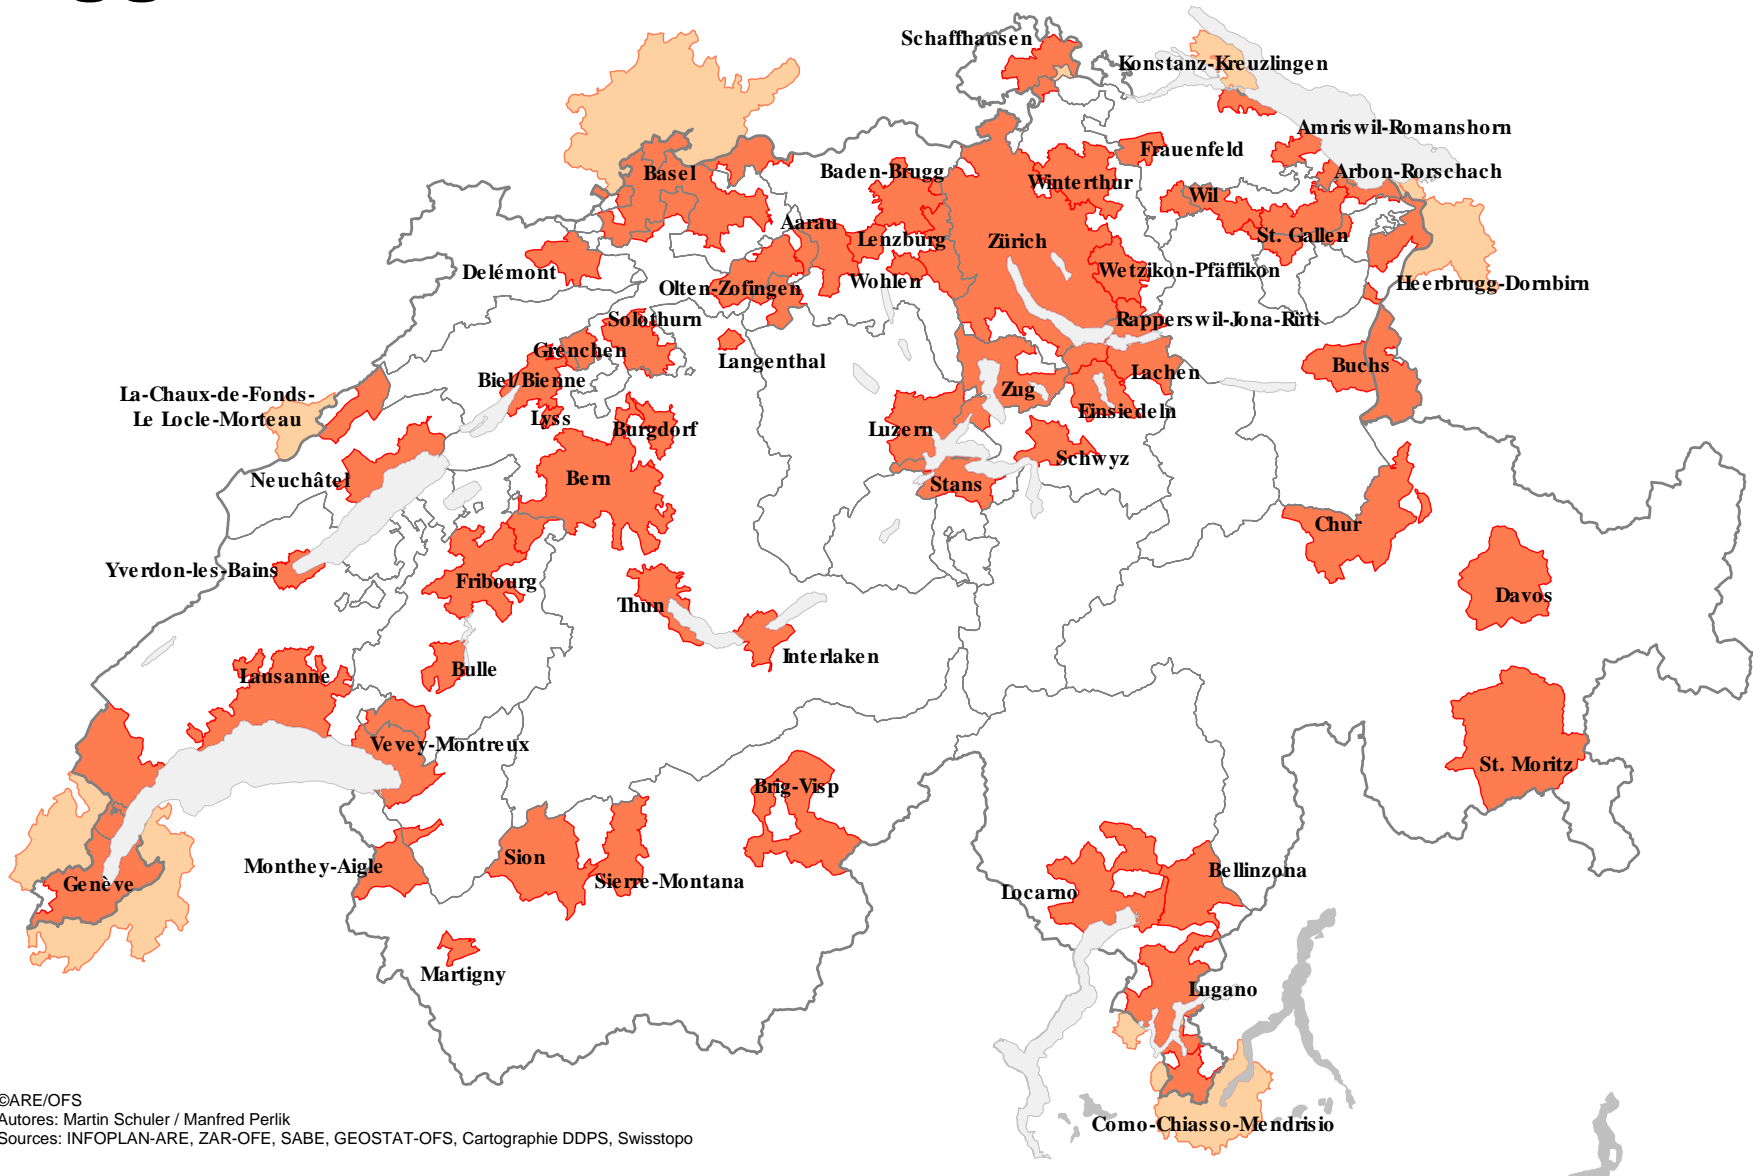 Schaffhausen
Konstanz-Kreuzlingen
Amriswil-Romanshorn
Frauenfeld
Arbon-Rorschach
Basel
Baden-Brugg
Winterthur
Wil
Aarau
Lenzburg
Zürich
St. Gallen
Delémont
Wohlen
Wetzikon-Pfäffikon
Olten-Zofingen
Heerbrugg-Dornbirn
Solothurn
Rapperswil-Jona-Rüti
Grenchen
Langenthal
Buchs
Biel/Bienne
Lachen
Zug
La-Chaux-de-Fonds-
Le Locle-Morteau
Lyss
Burgdorf
Luzern
Einsiedeln
Schwyz
Neuchâtel
Bern
Stans
Chur
Yverdon-les-Bains
Fribourg
Thun
Davos
Interlaken
Bulle
Lausanne
Vevey-Montreux
St. Moritz
Brig-Visp
Monthey-Aigle
Sion
Sierre-Montana
Genève
Locarno
Bellinzona
Martigny
Lugano
Como-Chiasso-Mendrisio
©ARE/OFS
Autores: Martin Schuler / Manfred Perlik
Sources: INFOPLAN-ARE, ZAR-OFE, SABE, GEOSTAT-OFS, Cartographie DDPS, Swisstopo